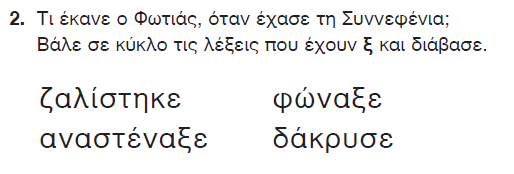 2. Τι έκανε ο Φωτιάς, όταν έχασε τη Συννεφένια;
Βάλε σε κύκλο τις λέξεις που έχουν ξ και διάβασε.
ζαλίστηκε φώναξε
αναστέναξε δάκρυσε